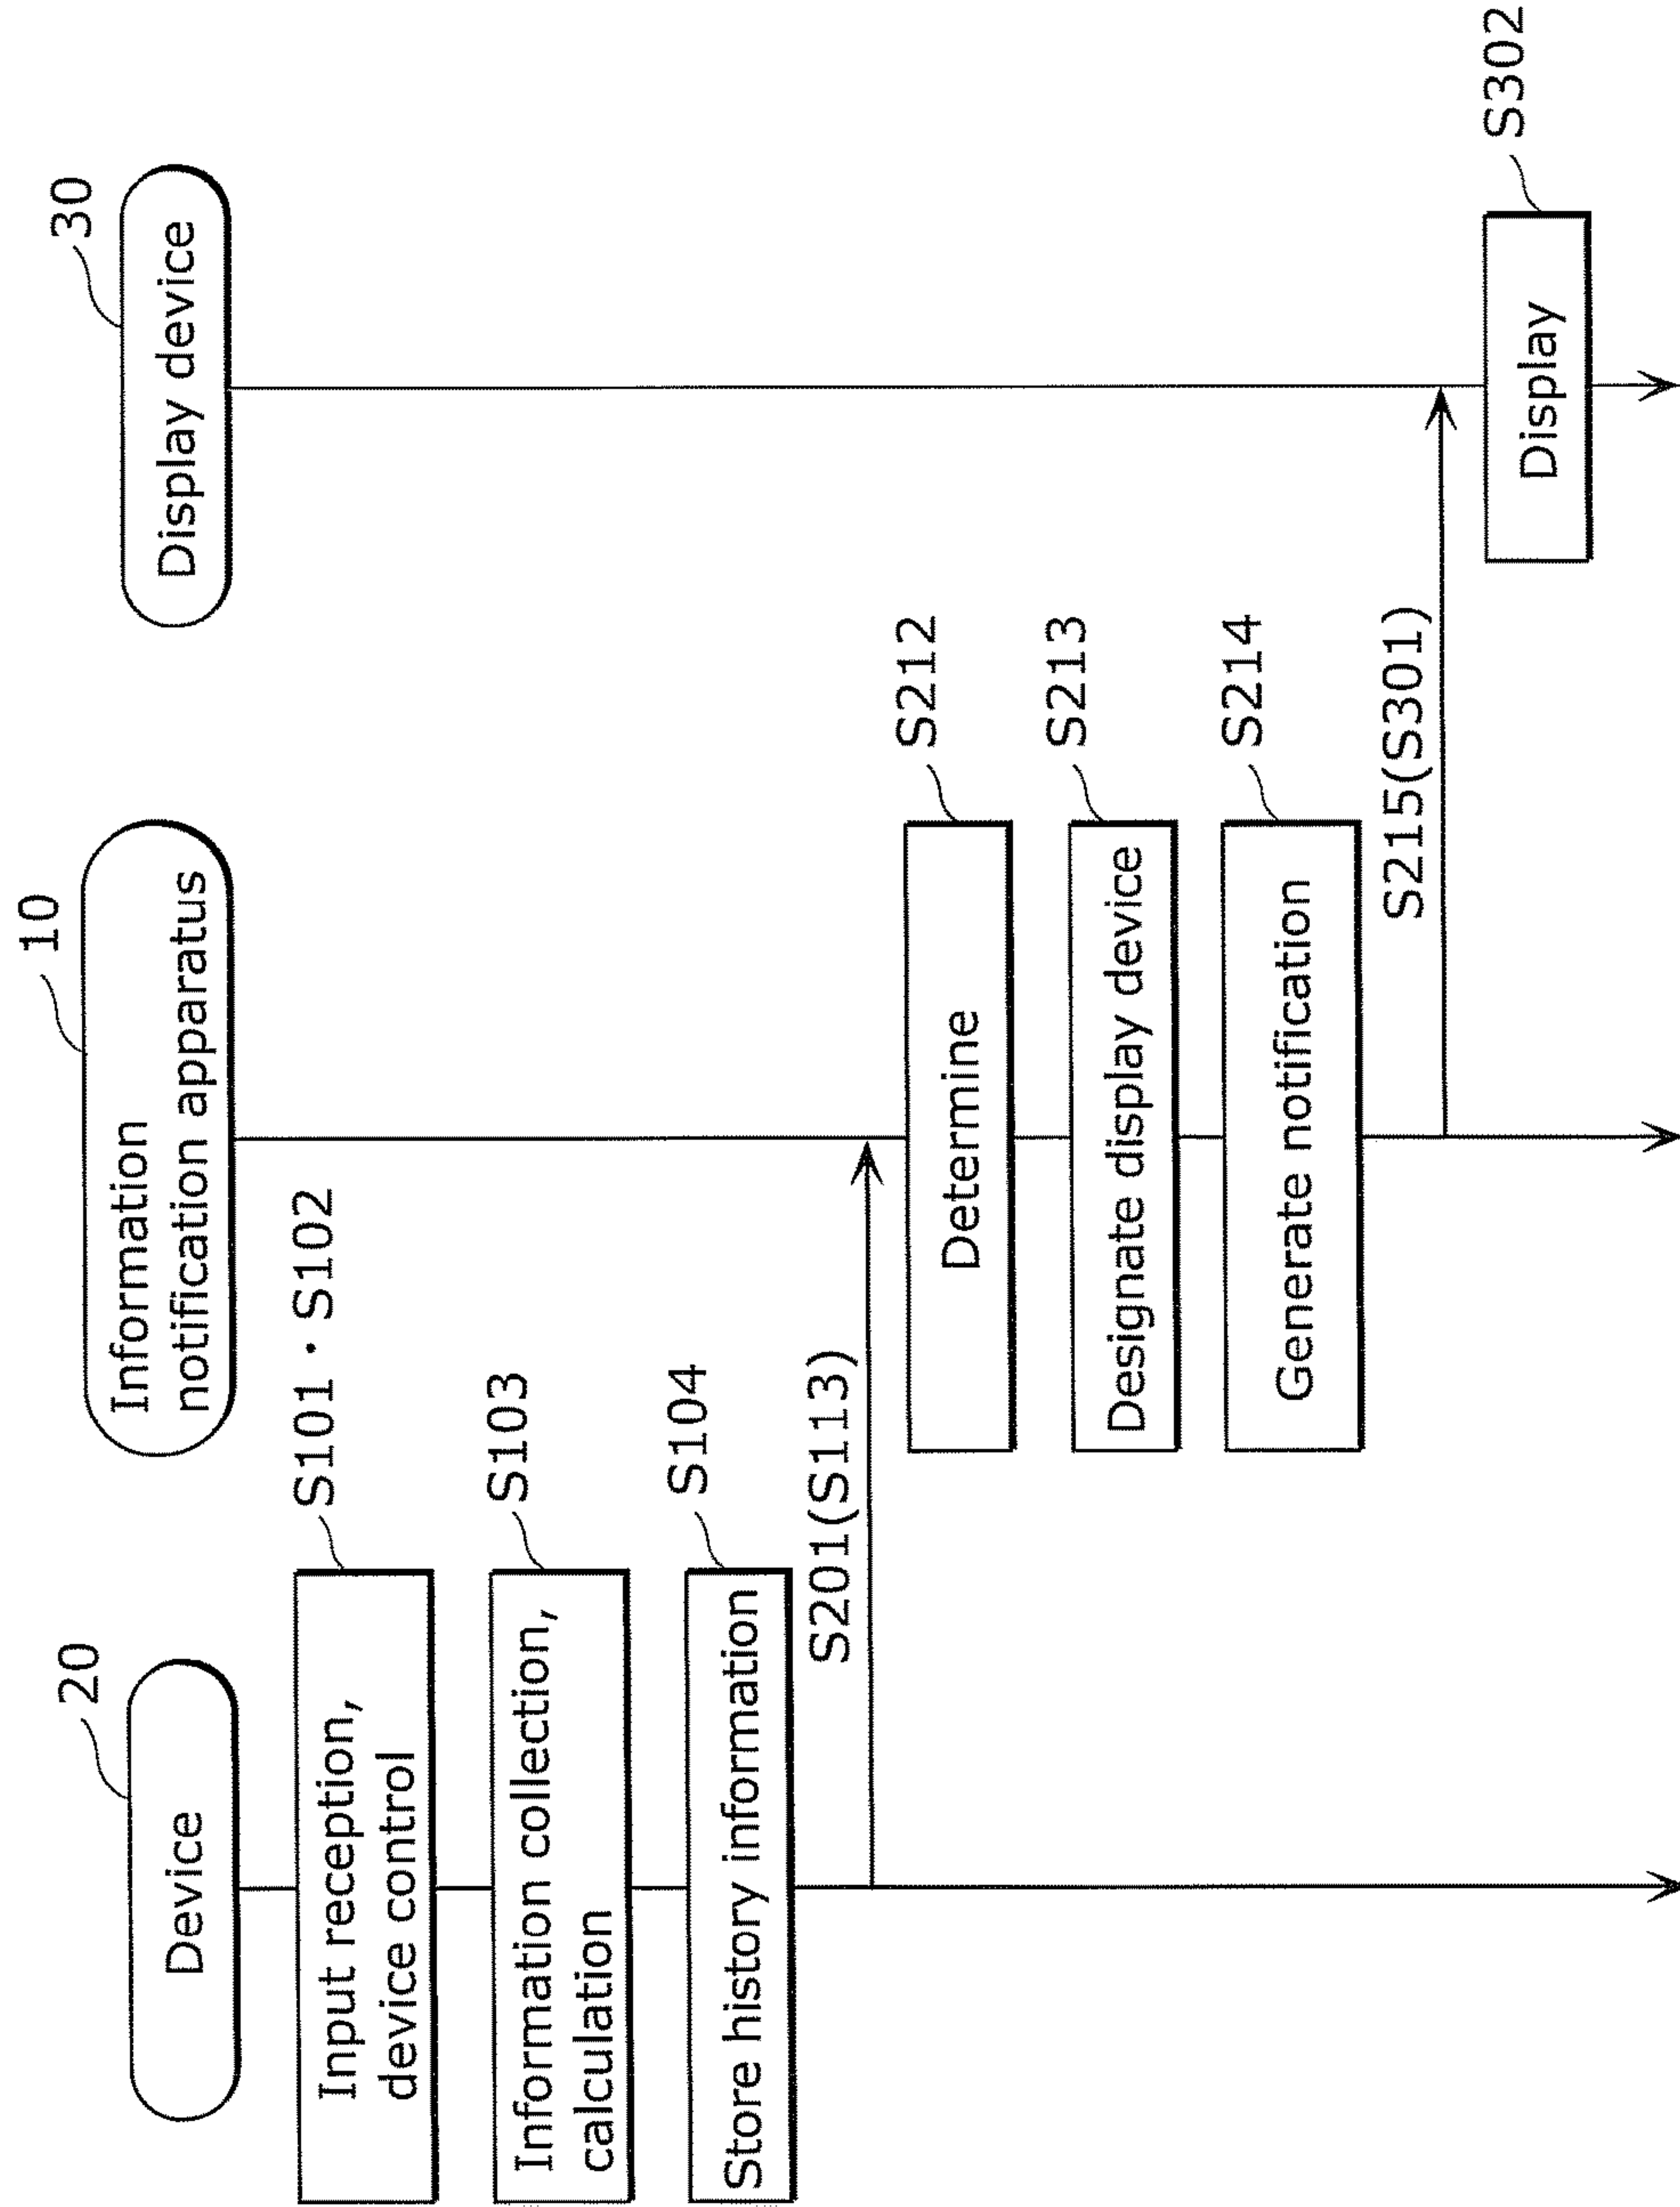 20
Device
10
Information
notification apparatus
30
Display device
S101 · S102
Input reception,
device control
S103
Information collection,
calculation
S104
Store history information
S201(S113)
S212
Determine
S213
Designate display device
S214
Generate notification
S215(S301)
S302
Display